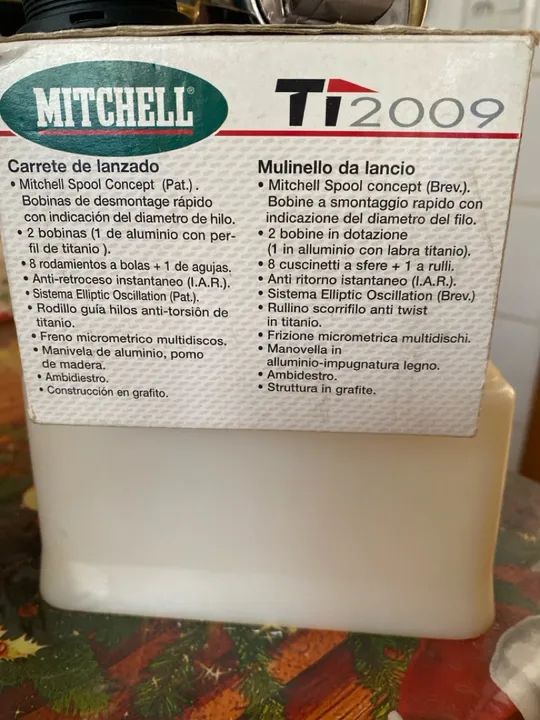 MITCHELL®
Ti2009
Carrete de lanzado
• Mitchell Spool Concept (Pat.).
Bobinas de desmontage rápido
con indicación del diametro de hilo.
• 2 bobinas (1 de aluminio con per-
fil de titanio ).
• 8 rodamientos a bolas + 1 de agujas.
• Anti-retroceso instantaneo (I.A.R.).
• Sistema Elliptic Oscillation (Pat.).
• Rodillo guía hilos anti-torsión de
titanio.
• Freno micrometrico multidiscos.
• Manivela de aluminio, pomo
de madera.
• Ambidiestro.
• Construcción en grafito.
Mulinello da lancio
• Mitchell Spool concept (Brev.).
Bobine a smontaggio rapido con
indicazione del diametro del filo.
• 2 bobine in dotazione
(1 in alluminio con labra titanio).
• 8 cuscinetti a sfere + 1 a rulli.
• Anti ritorno istantaneo (I.A.R.).
• Sistema Elliptic Oscillation (Brev.)
• Rullino scorrifilo anti twist
in titanio.
• Frizione micrometrica multidischi.
• Manovella in
alluminio-impugnatura legno.
• Ambidestro.
• Struttura in grafite.